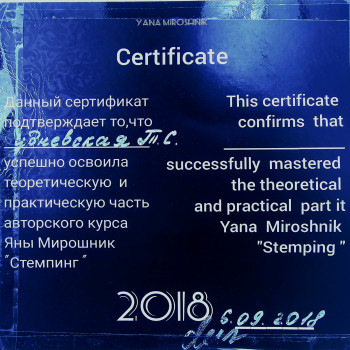 YANA MIROSHNIK
Certificate
Данный сертификат
подтверждает то,что
Т.С.
успешно освоила
теоретическую и
практическую часть
авторского курса
Яны Мирошник
"Стемпинг"
This certificate
confirms that
successfully mastered
the theoretical
and practical part it
Yana Miroshnik
"Stemping"
2018
6.09.2018